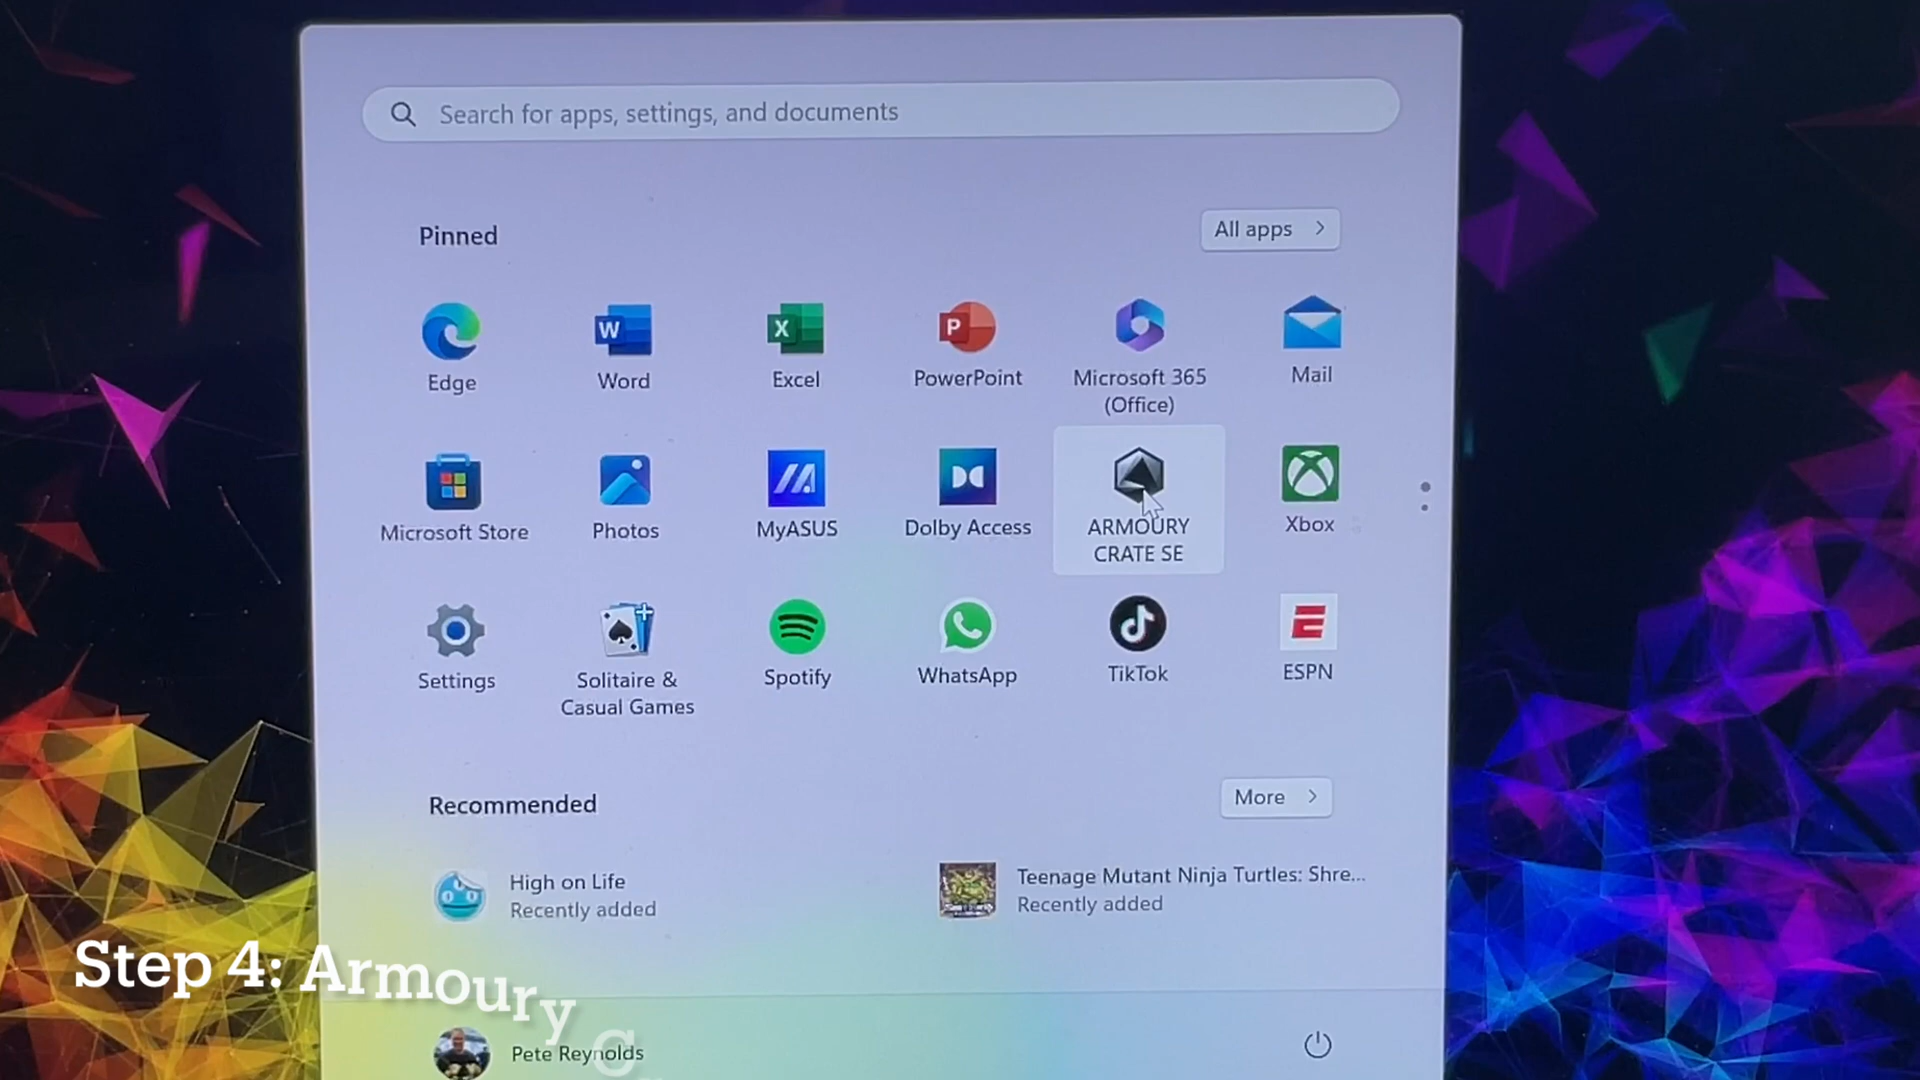 Search for apps, settings, and documents
Pinned
All apps
Edge
Word
Excel
PowerPoint
Microsoft 365
(Office)
Mail
Microsoft Store
Photos
MyASUS
Dolby Access
ARMOURY
CRATE SE
Xbox
Settings
Solitaire &
Casual Games
Spotify
WhatsApp
TikTok
ESPN
Recommended
More
High on Life
Recently added
Teenage Mutant Ninja Turtles: Shre...
Recently added
Step 4: Armoury
Pete Reynolds